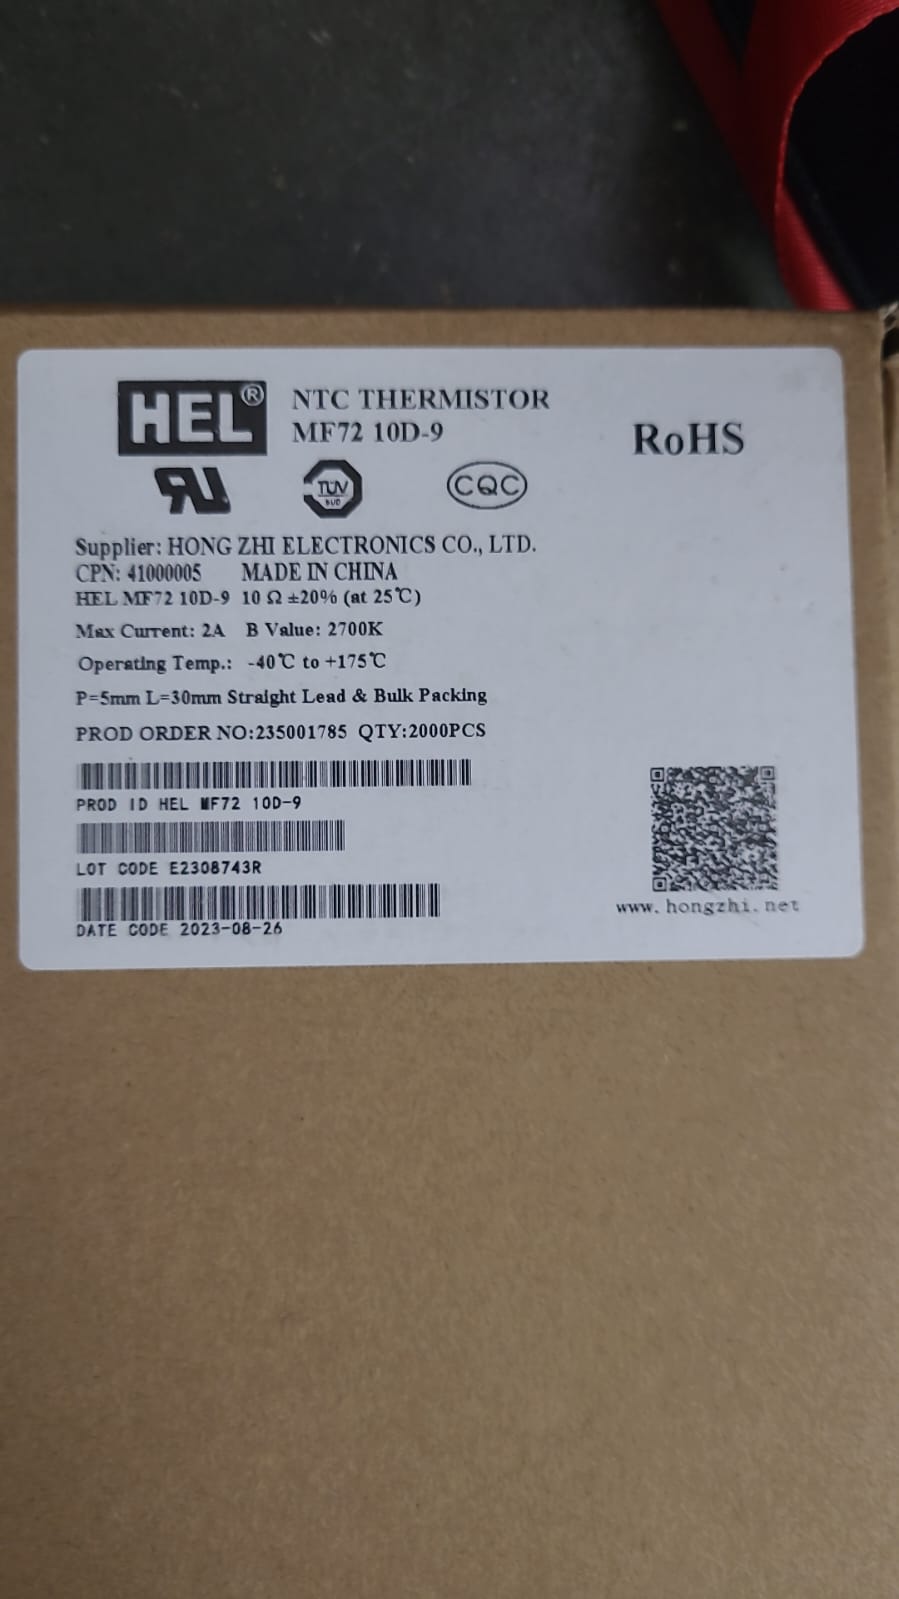 HEL®
NTC THERMISTOR
MF72 10D-9
RoHS
RU
TÜV
SUD
CQC
Supplier: HONG ZHI ELECTRONICS CO., LTD.
CPN: 41000005 MADE IN CHINA
HEL MF72 10D-9 10 Ω ±20% (at 25℃)
Max Current: 2A B Value: 2700K
Operating Temp.: -40℃ to +175℃
P=5mm L=30mm Straight Lead & Bulk Packing
PROD ORDER NO:235001785 QTY:2000PCS
PROD ID HEL MF72 10D-9
LOT CODE E2308743R
DATE CODE 2023-08-26
www.hongzhi.net